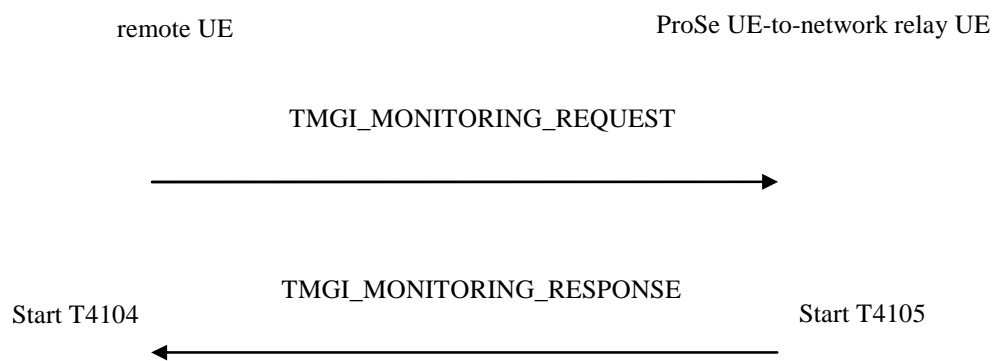 remote UE
ProSe UE-to-network relay UE
TMGI_MONITORING_REQUEST
TMGI_MONITORING_RESPONSE
Start T4104
Start T4105